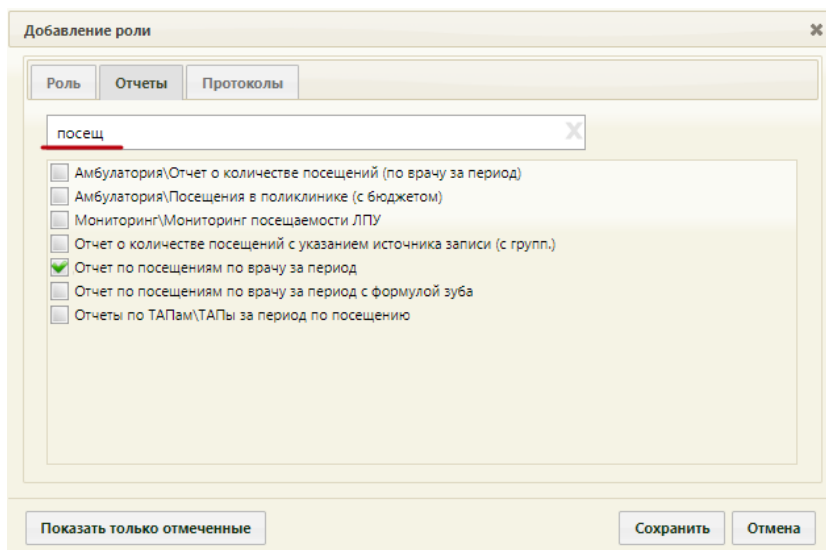 Добавление роли
Роль Отчеты Протоколы
посещ
Амбулатория\Отчет о количестве посещений (по врачу за период)
Амбулатория\Посещения в поликлинике (с бюджетом)
Мониторинг\Мониторинг посещаемости ЛПУ
Отчет о количестве посещений с указанием источника записи (с групп.)
Отчет по посещениям по врачу за период
Отчет по посещениям по врачу за период с формулой зуба
Отчеты по ТАПам\ТАПы за период по посещению
Показать только отмеченные Сохранить Отмена